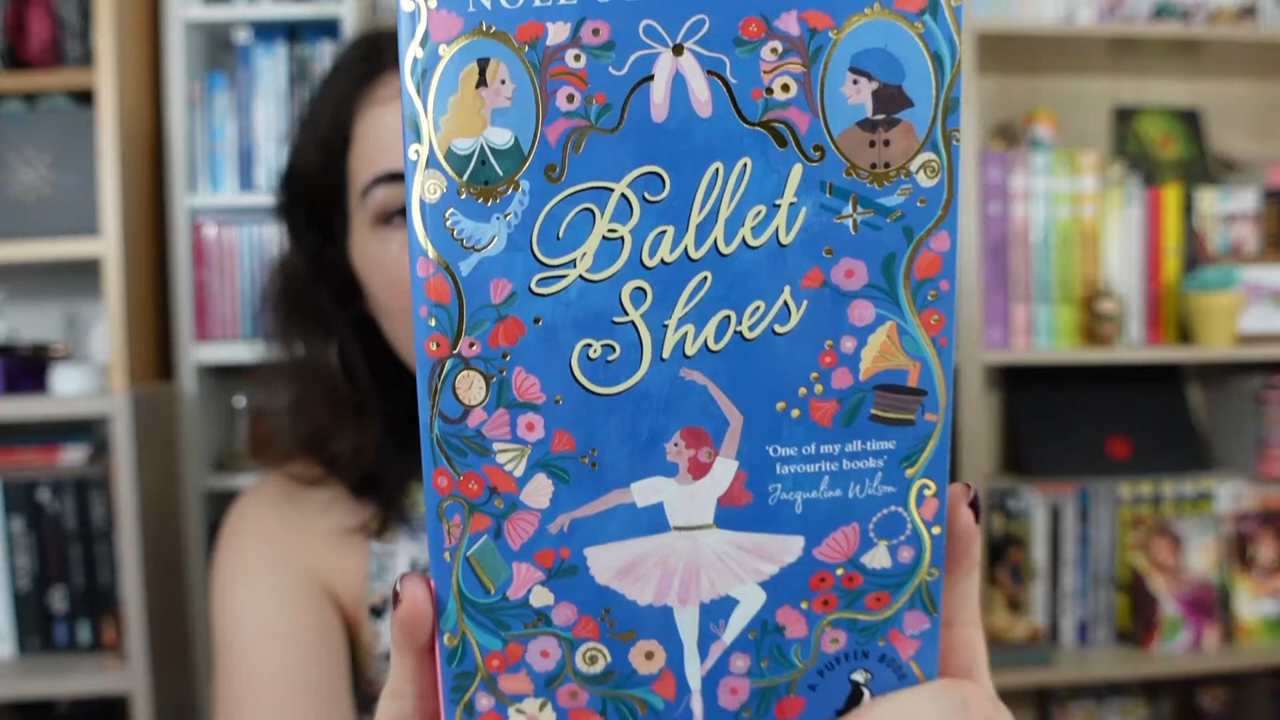 Ballet
Shoes
'One of my all-time
favourite books'
Jacqueline Wilson
A PUFFIN BOOK